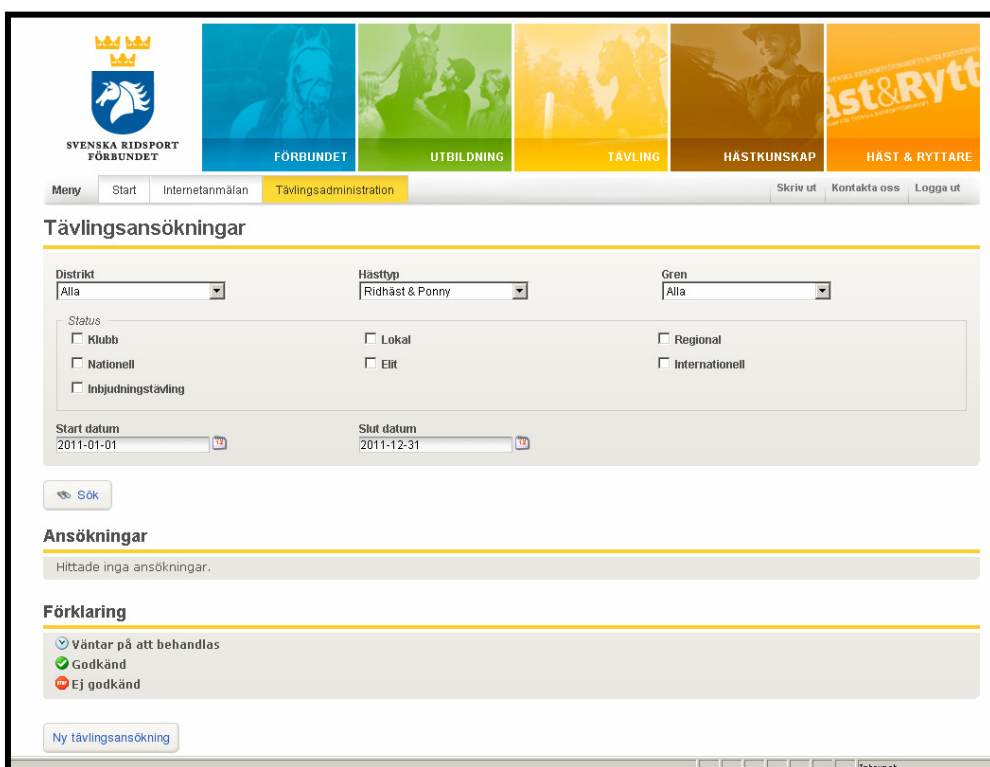 SVENSKA RIDSPORT
FÖRBUNDET
FÖRBUNDET
UTBILDNING
TÄVLING
HÄSTKUNSKAP
äst&Rytt
HÄST & RYTTARE
Meny Start Internetanmälan Tävlingsadministration Skriv ut Kontakta oss Logga ut
Tävlingsansökningar
Distrikt Hästtyp Gren
Alla Ridhäst & Ponny Alla
Status
Klubb Lokal Regional
Nationell Elit Internationell
Inbjudningstävling
Start datum Slut datum
2011-01-01 2011-12-31
Sök
Ansökningar
Hittade inga ansökningar.
Förklaring
Väntar på att behandlas
Godkänd
Ej godkänd
Ny tävlingsansökning
Internet